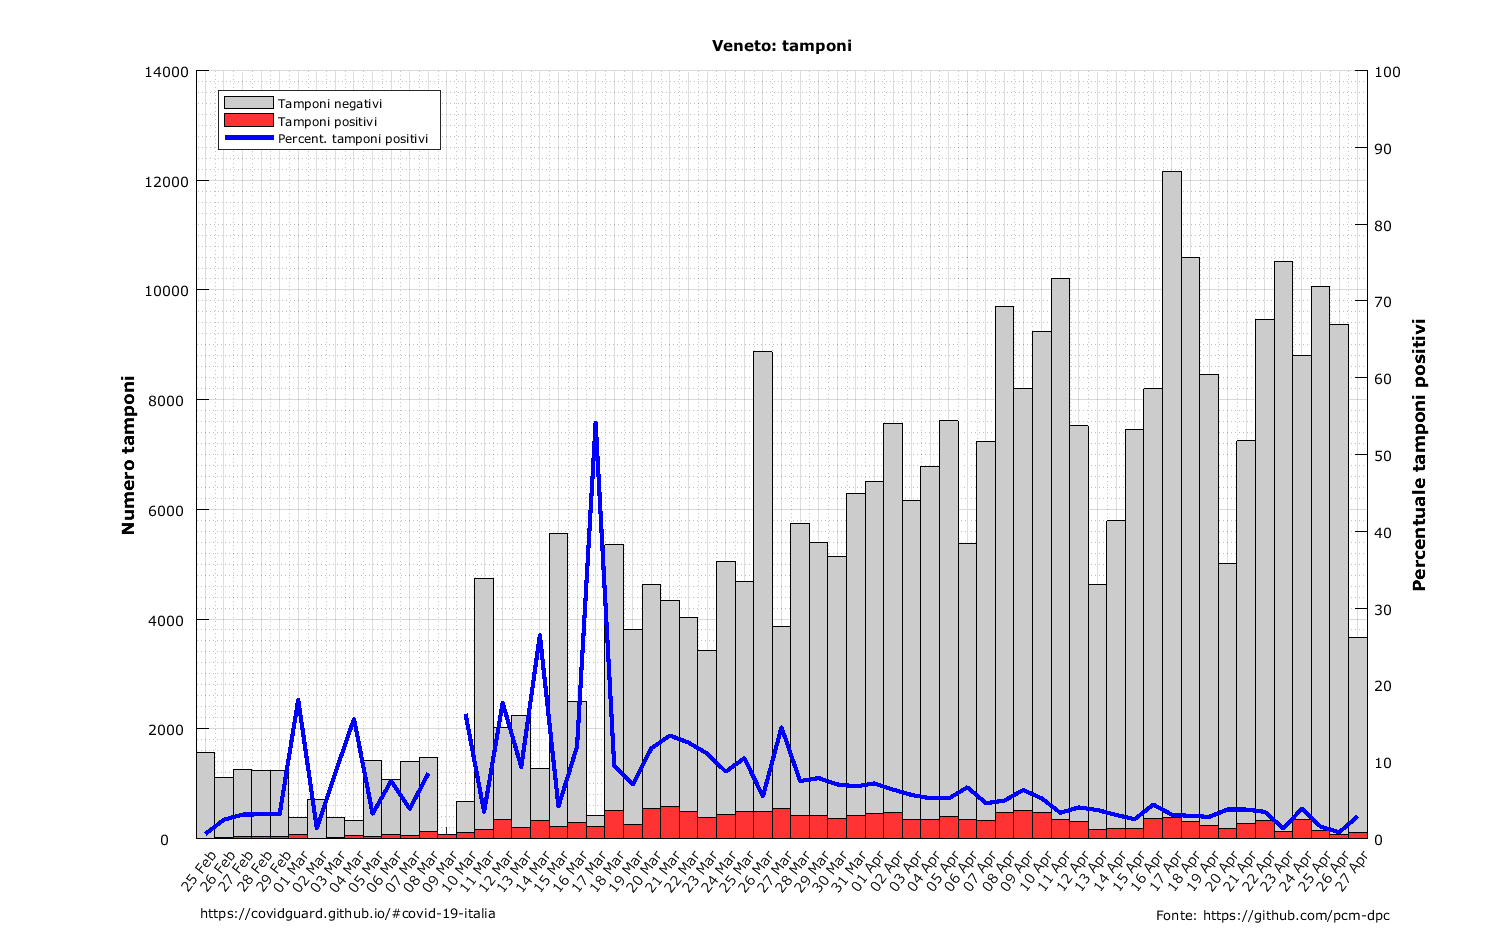 Veneto: tamponi
Tamponi negativi
Tamponi positivi
Percent. tamponi positivi
Numero tamponi
14000
12000
10000
8000
6000
4000
2000
0
Percentuale tamponi positivi
100
90
80
70
60
50
40
30
20
10
0
25 Feb
26 Feb
27 Feb
28 Feb
29 Feb
01 Mar
02 Mar
03 Mar
04 Mar
05 Mar
06 Mar
07 Mar
08 Mar
09 Mar
10 Mar
11 Mar
12 Mar
13 Mar
14 Mar
15 Mar
16 Mar
17 Mar
18 Mar
19 Mar
20 Mar
21 Mar
22 Mar
23 Mar
24 Mar
25 Mar
26 Mar
27 Mar
28 Mar
29 Mar
30 Mar
31 Mar
01 Apr
02 Apr
03 Apr
04 Apr
05 Apr
06 Apr
07 Apr
08 Apr
09 Apr
10 Apr
11 Apr
12 Apr
13 Apr
14 Apr
15 Apr
16 Apr
17 Apr
18 Apr
19 Apr
20 Apr
21 Apr
22 Apr
23 Apr
24 Apr
25 Apr
26 Apr
27 Apr
https://covidguard.github.io/#covid-19-italia
Fonte: https://github.com/pcm-dpc